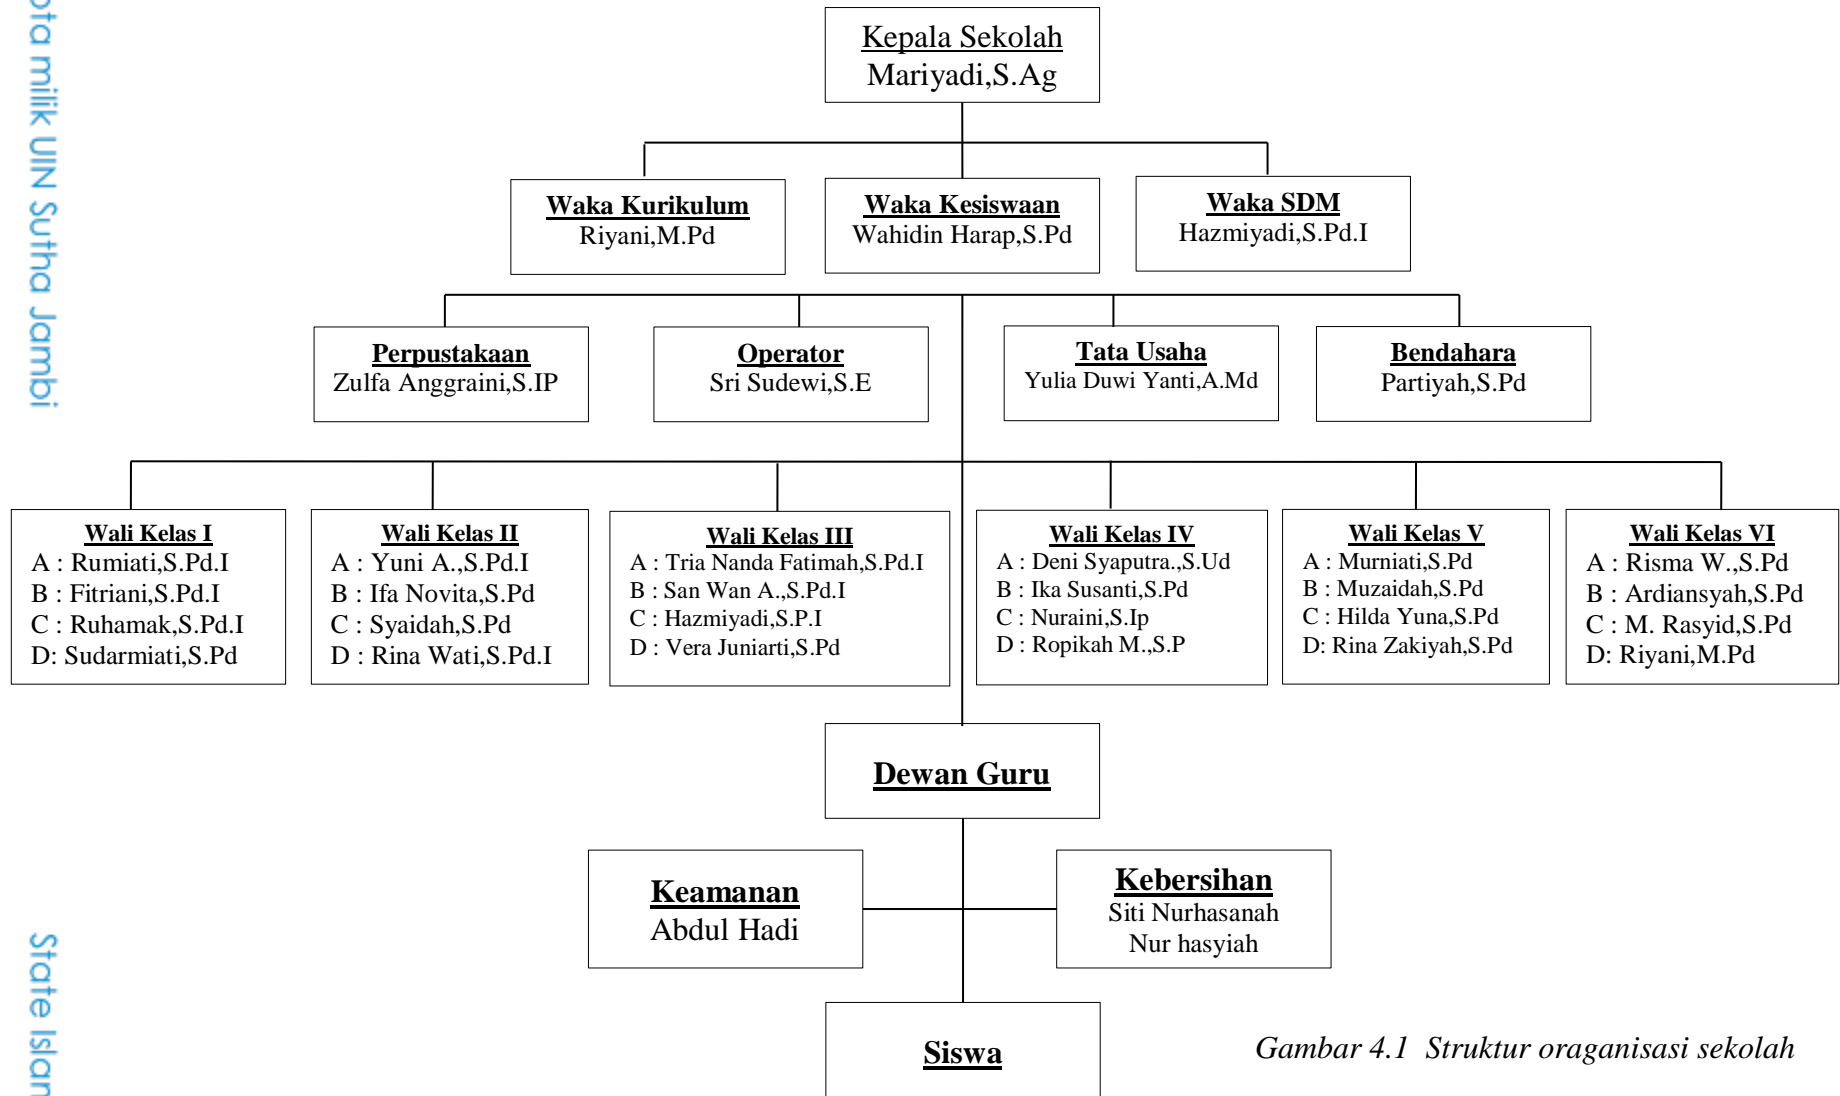 Kepala Sekolah
Mariyadi,S.Ag
Waka Kurikulum
Riyani,M.Pd
Waka Kesiswaan
Wahidin Harap,S.Pd
Waka SDM
Hazmiyadi,S.Pd.I
Perpustakaan
Zulfa Anggraini,S.IP
Operator
Sri Sudewi,S.E
Tata Usaha
Yulia Duwi Yanti,A.Md
Bendahara
Partiyah,S.Pd
Wali Kelas I
A : Rumiati,S.Pd.I
B : Fitriani,S.Pd.I
C : Ruhamak,S.Pd.I
D: Sudarmiati,S.Pd
Wali Kelas II
A : Yuni A.,S.Pd.I
B : Ifa Novita,S.Pd
C : Syaidah,S.Pd
D : Rina Wati,S.Pd.I
Wali Kelas III
A : Tria Nanda Fatimah,S.Pd.I
B : San Wan A.,S.Pd.I
C : Hazmiyadi,S.P.I
D : Vera Juniarti,S.Pd
Wali Kelas IV
A : Deni Syaputra.,S.Ud
B : Ika Susanti,S.Pd
C : Nuraini,S.Ip
D : Ropikah M.,S.P
Wali Kelas V
A : Murniati,S.Pd
B : Muzaidah,S.Pd
C : Hilda Yuna,S.Pd
D: Rina Zakiyah,S.Pd
Wali Kelas VI
A : Risma W.,S.Pd
B : Ardiansyah,S.Pd
C : M. Rasyid,S.Pd
D: Riyani,M.Pd
Dewan Guru
Keamanan
Abdul Hadi
Kebersihan
Siti Nurhasanah
Nur hasyiah
Siswa
Gambar 4.1 Struktur oraganisasi sekolah
milik UIN Sutha Jambi
State Islam